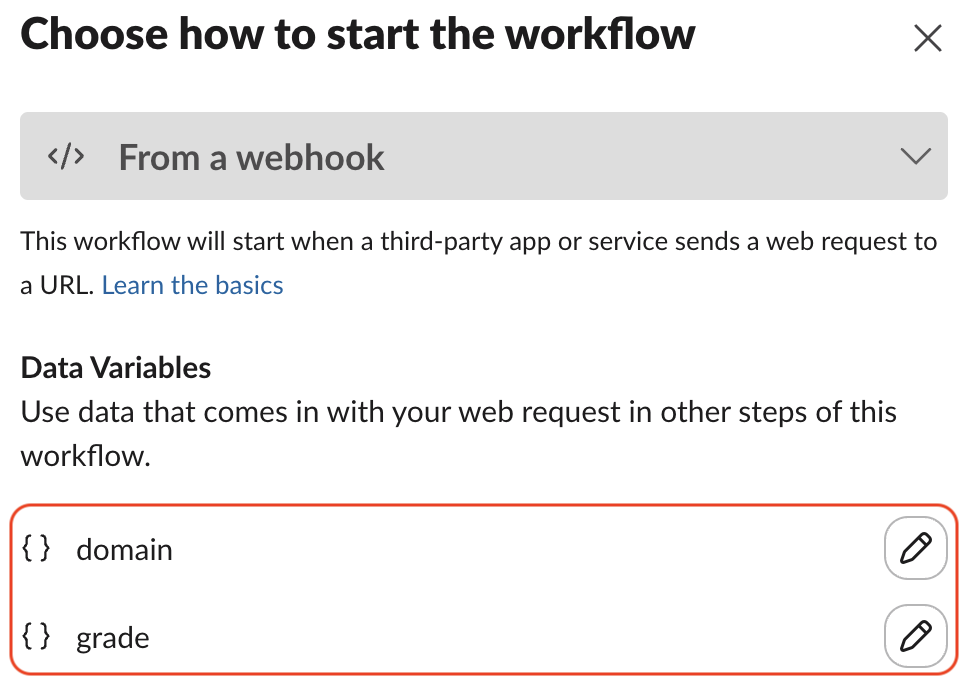 Choose how to start the workflow
</> From a webhook
This workflow will start when a third-party app or service sends a web request to
a URL. Learn the basics
Data Variables
Use data that comes in with your web request in other steps of this
workflow.
{} domain
{} grade